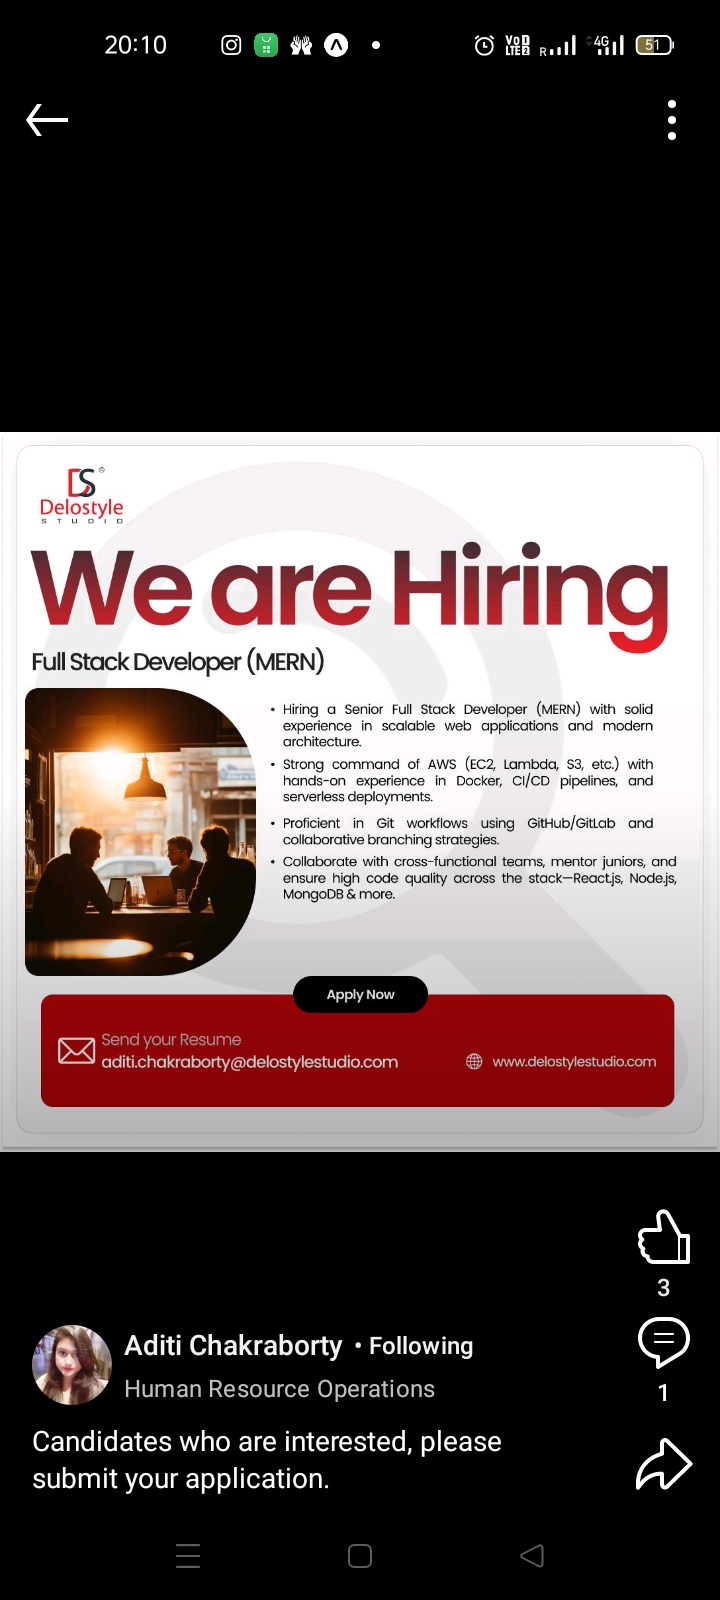 20:10
VoD
LTE2
R
4G
51
DS®
Delostyle
STUDIO
We are Hiring
Full Stack Developer (MERN)
• Hiring a Senior Full Stack Developer (MERN) with solid
experience in scalable web applications and modern
architecture.
• Strong command of AWS (EC2, Lambda, S3, etc.) with
hands-on experience in Docker, CI/CD pipelines, and
serverless deployments.
• Proficient in Git workflows using GitHub/GitLab and
collaborative branching strategies.
• Collaborate with cross-functional teams, mentor juniors, and
ensure high code quality across the stack—React.js, Node.js,
MongoDB & more.
Apply Now
Send your Resume
aditi.chakraborty@delostylestudio.com
www.delostylestudio.com
3
Aditi Chakraborty • Following
Human Resource Operations
1
Candidates who are interested, please
submit your application.